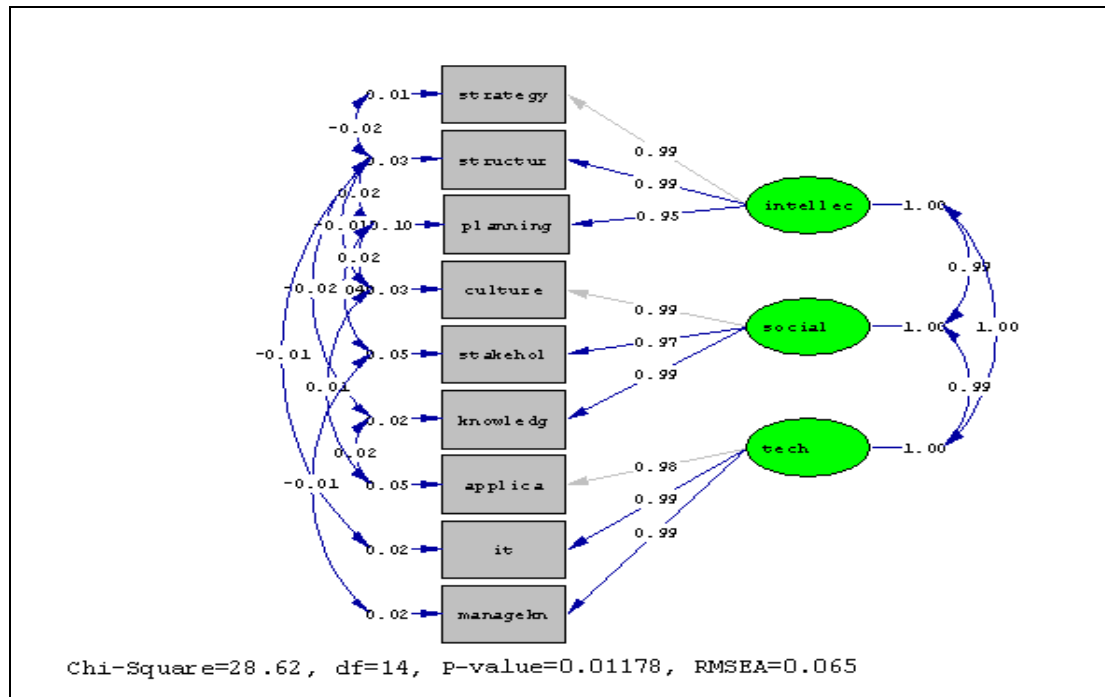 0.01 strategy
-0.02
0.99
0.03 structur
0.99
0.02
intellec 1.00
-0.01 0.10 planning
0.95
0.02
0.99
-0.02 0.03 culture
0.99
social 1.00
1.00
0.97
-0.01 0.05 stakhol
0.99
0.01
0.99
0.02 knowledg
tech 1.00
0.02
0.98
-0.01 0.05 applica
0.99
0.99
0.02 it
0.02 managekn
Chi-Square=28.62, df=14, P-value=0.01178, RMSEA=0.065